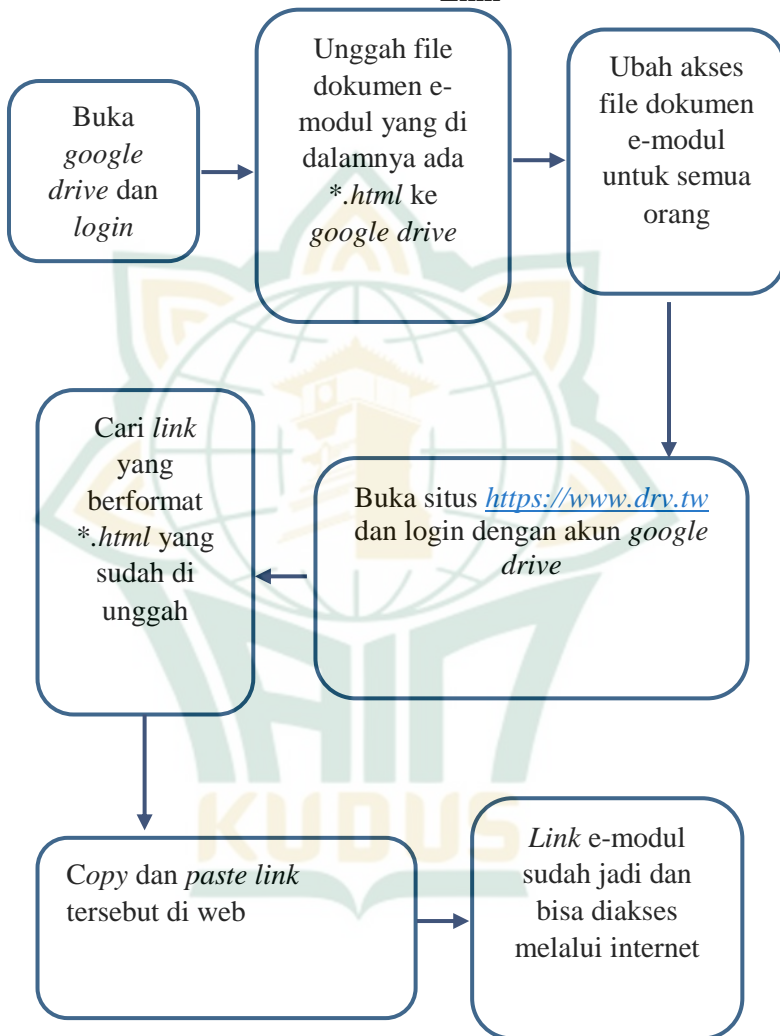 Link
Buka
google
drive dan
login
Unggah file
dokumen e-
modul yang di
dalamnya ada
*.html ke
google drive
Ubah akses
file dokumen
e-modul
untuk semua
orang
Buka situs https://www.drv.tw
dan login dengan akun google
drive
Cari link
yang
berformat
*.html yang
sudah di
unggah
Copy dan paste link
tersebut di web
Link e-modul
sudah jadi dan
bisa diakses
melalui internet
IAIN
KUDUS